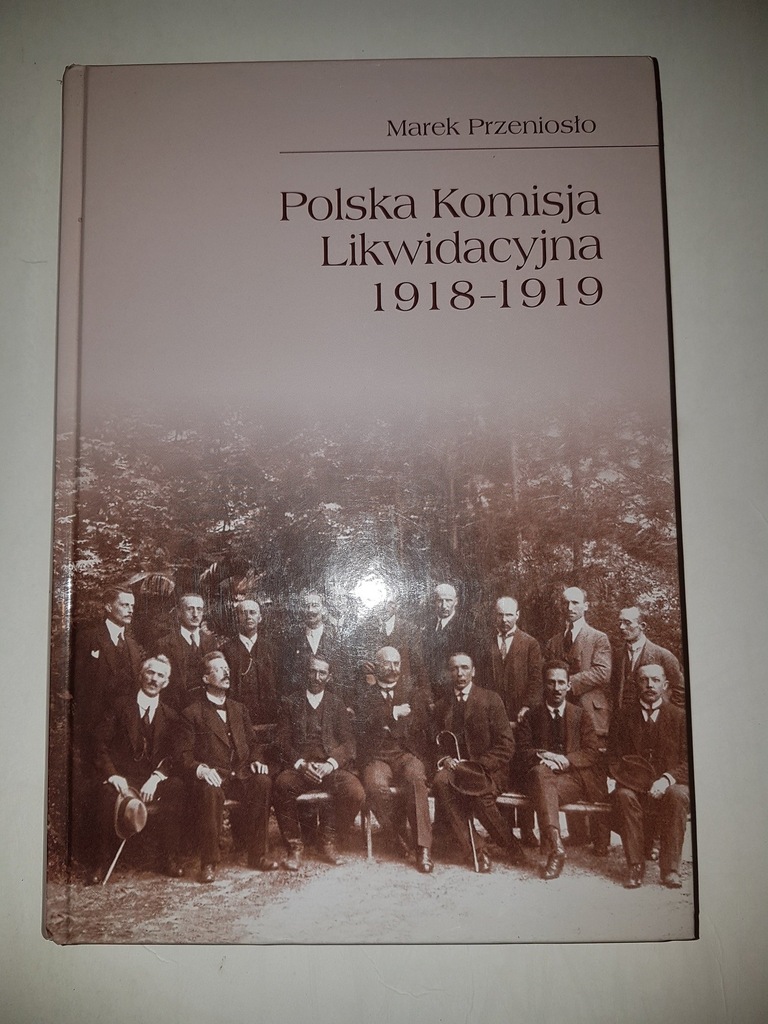 Marek Przeniosło
Polska Komisja
Likwidacyjna
1918-1919